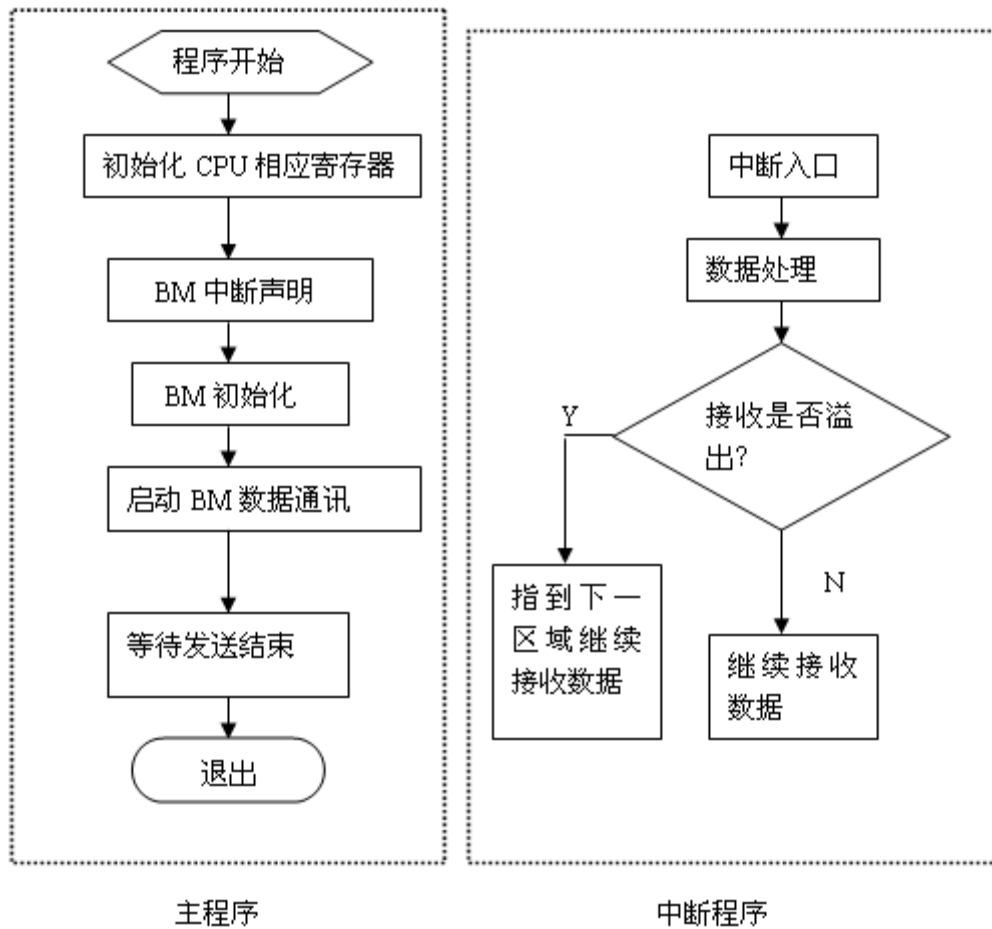 程序开始
初始化 CPU 相应寄存器
BM 中断声明
BM 初始化
启动 BM 数据通讯
等待发送结束
退出
主程序
中断入口
数据处理
接收是否溢
出?
Y
N
指到下一
区域继续
接收数据
继续接收
数据
中断程序